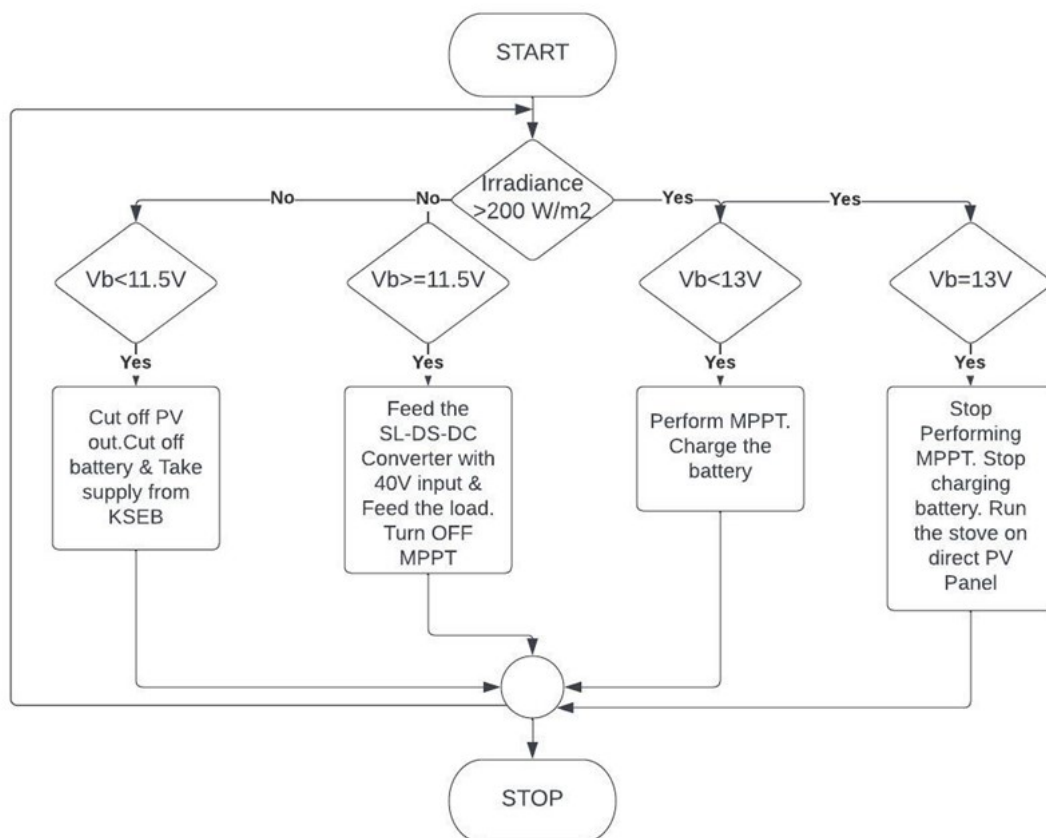 START
Irradiance
>200 W/m2
No
No
Yes
Yes
Vb<11.5V
Vb>=11.5V
Vb<13V
Vb=13V
Yes
Yes
Yes
Yes
Cut off PV
out.Cut off
battery & Take
supply from
KSEB
Feed the
SL-DS-DC
Converter with
40V input &
Feed the load.
Turn OFF
MPPT
Perform MPPT.
Charge the
battery
Stop
Performing
MPPT. Stop
charging
battery. Run
the stove on
direct PV
Panel
STOP